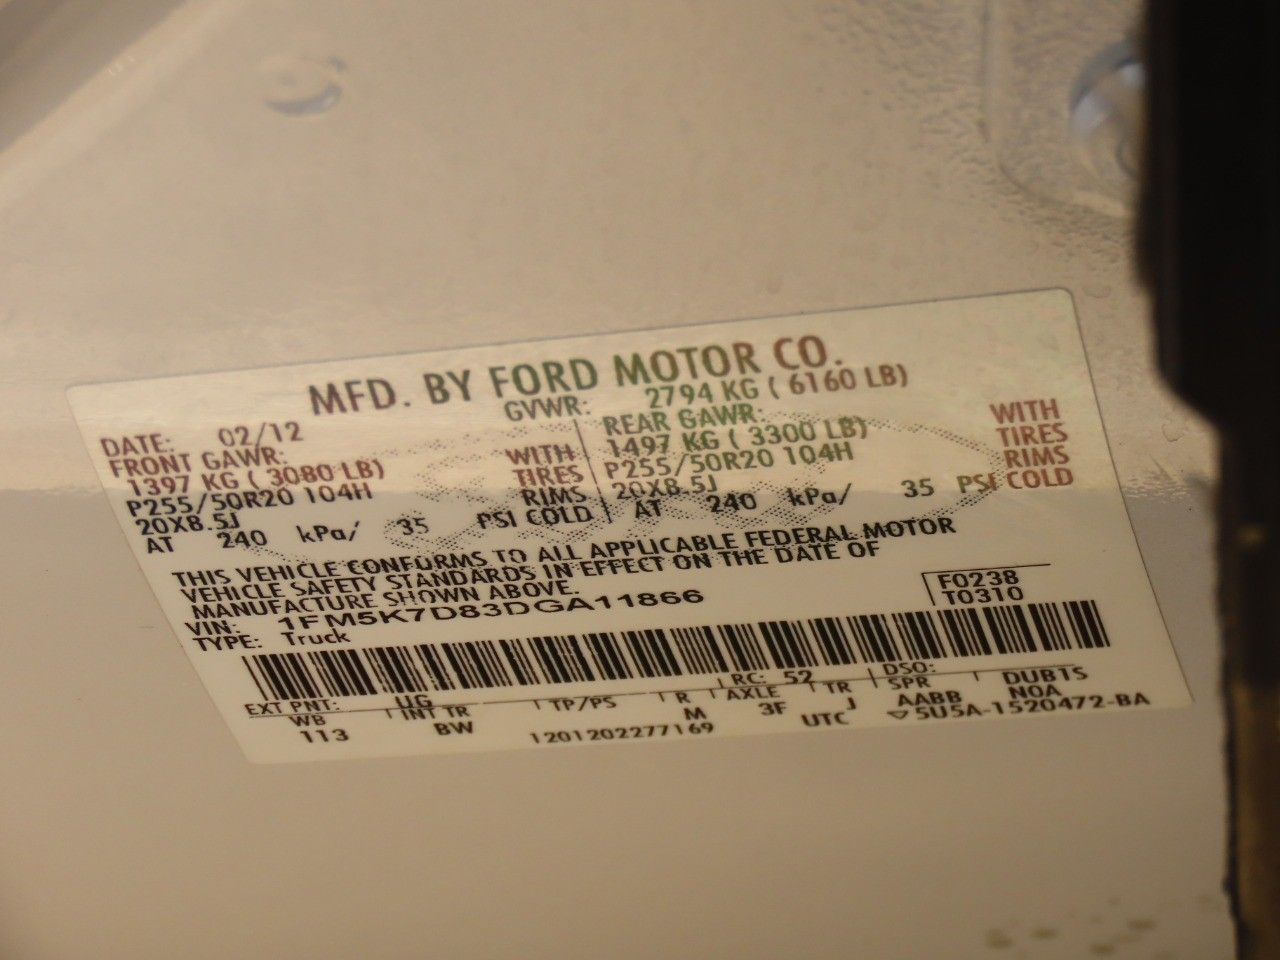 MFD. BY FORD MOTOR CO.
DATE: 02/12 GVWR: 2794 KG ( 6160 LB)
FRONT GAWR: REAR GAWR:
1397 KG ( 3080 LB) WITH 1497 KG ( 3300 LB) WITH
P255/50R20 104H TIRES P255/50R20 104H TIRES
20X8.5J RIMS 20X8.5J RIMS
AT 240 kPa/ 35 PSI COLD AT 240 kPa/ 35 PSI COLD
THIS VEHICLE CONFORMS TO ALL APPLICABLE FEDERAL MOTOR
VEHICLE SAFETY STANDARDS IN EFFECT ON THE DATE OF
MANUFACTURE SHOWN ABOVE.
VIN: 1FM5K7D83DGA11866
TYPE: Truck
F0238
T0310
EXT PNT: UG RC: 52 DSO:
WB INT TR TP/PS R AXLE TR SPR DUB1S
113 BW M 3F J AABB N0A
1201202277169 UTC ▽5U5A-1520472-BA